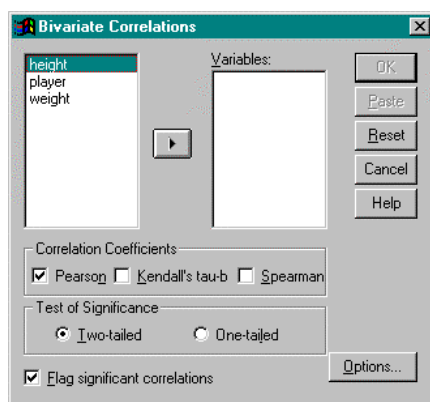 Bivariate Correlations
height
player
weight
Variables:
OK
Paste
Reset
Cancel
Help
Correlation Coefficients
Pearson Kendall's tau-b Spearman
Test of Significance
Two-tailed One-tailed
Flag significant correlations
Options...